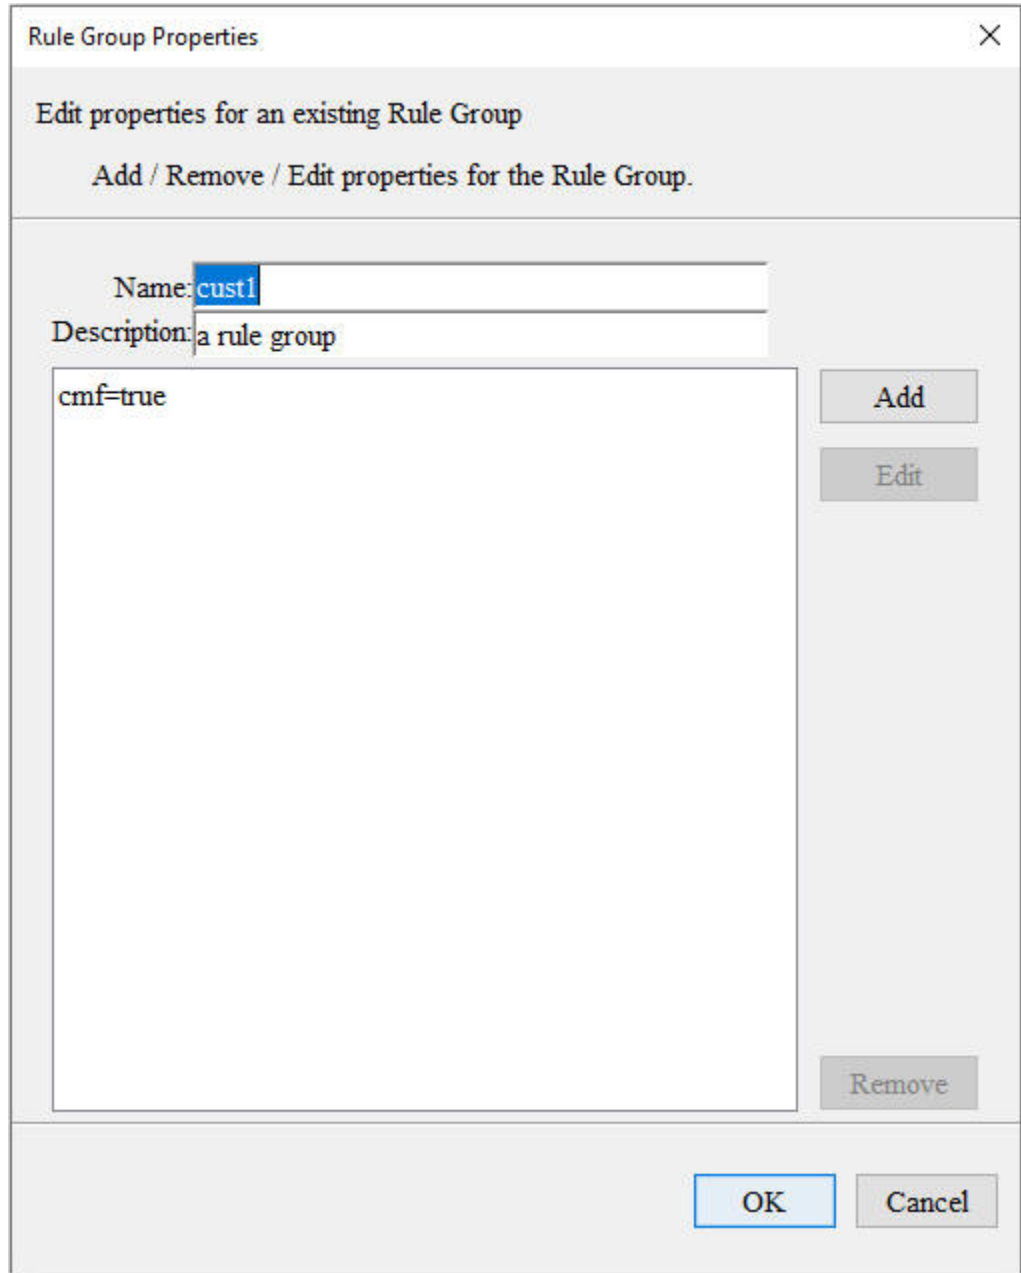 Rule Group Properties
Edit properties for an existing Rule Group
Add / Remove / Edit properties for the Rule Group.
Name: cust1
Description: a rule group
cmf=true
Add
Edit
Remove
OK
Cancel